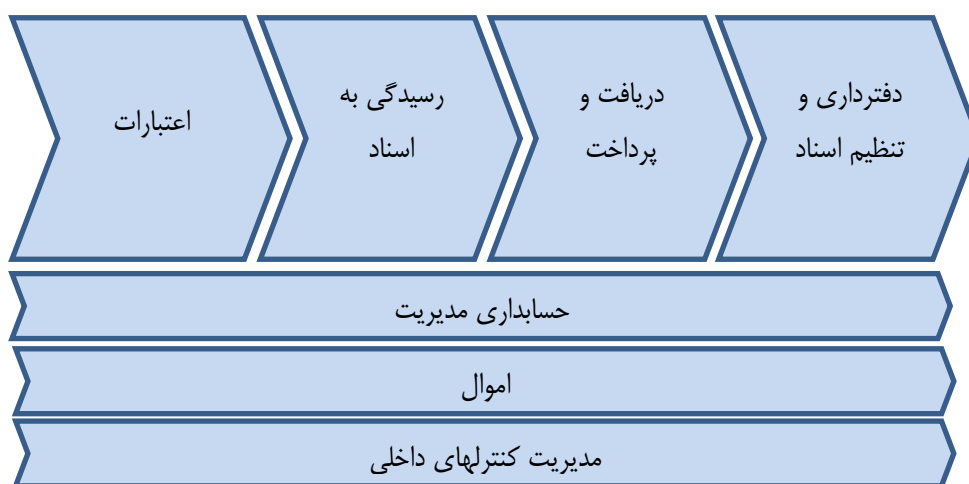 اعتبارات
رسیدگی به
اسناد
دریافت و
پرداخت
دفترداری و
تنظیم اسناد
حسابداری مدیریت
اموال
مدیریت کنترلهای داخلی